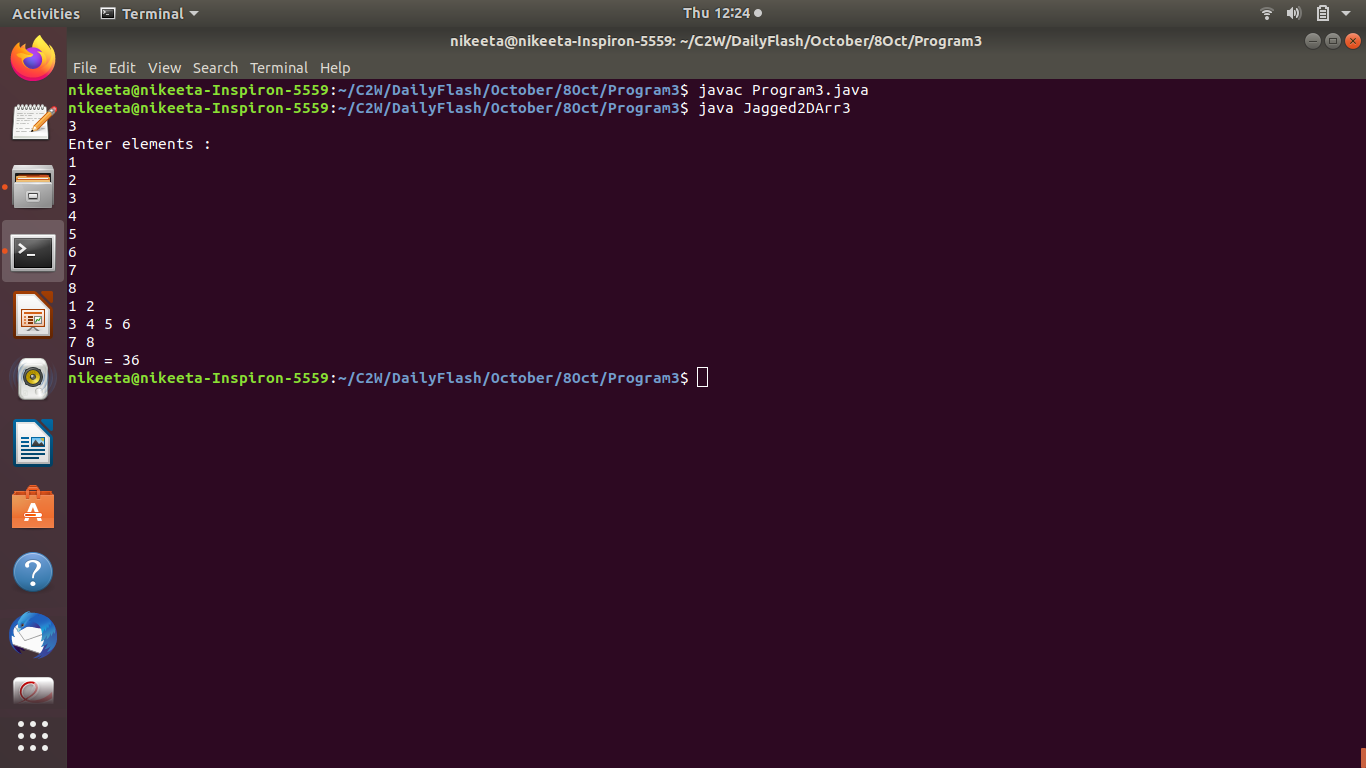 Activities Terminal Thu 12:24
nikeeta@nikeeta-Inspiron-5559: ~/C2W/DailyFlash/October/8Oct/Program3
File Edit View Search Terminal Help
nikeeta@nikeeta-Inspiron-5559:~/C2W/DailyFlash/October/8Oct/Program3$ javac Program3.java
nikeeta@nikeeta-Inspiron-5559:~/C2W/DailyFlash/October/8Oct/Program3$ java Jagged2DArr3
3
Enter elements :
1
2
3
4
5
6
7
8
1 2
3 4 5 6
7 8
Sum = 36
nikeeta@nikeeta-Inspiron-5559:~/C2W/DailyFlash/October/8Oct/Program3$